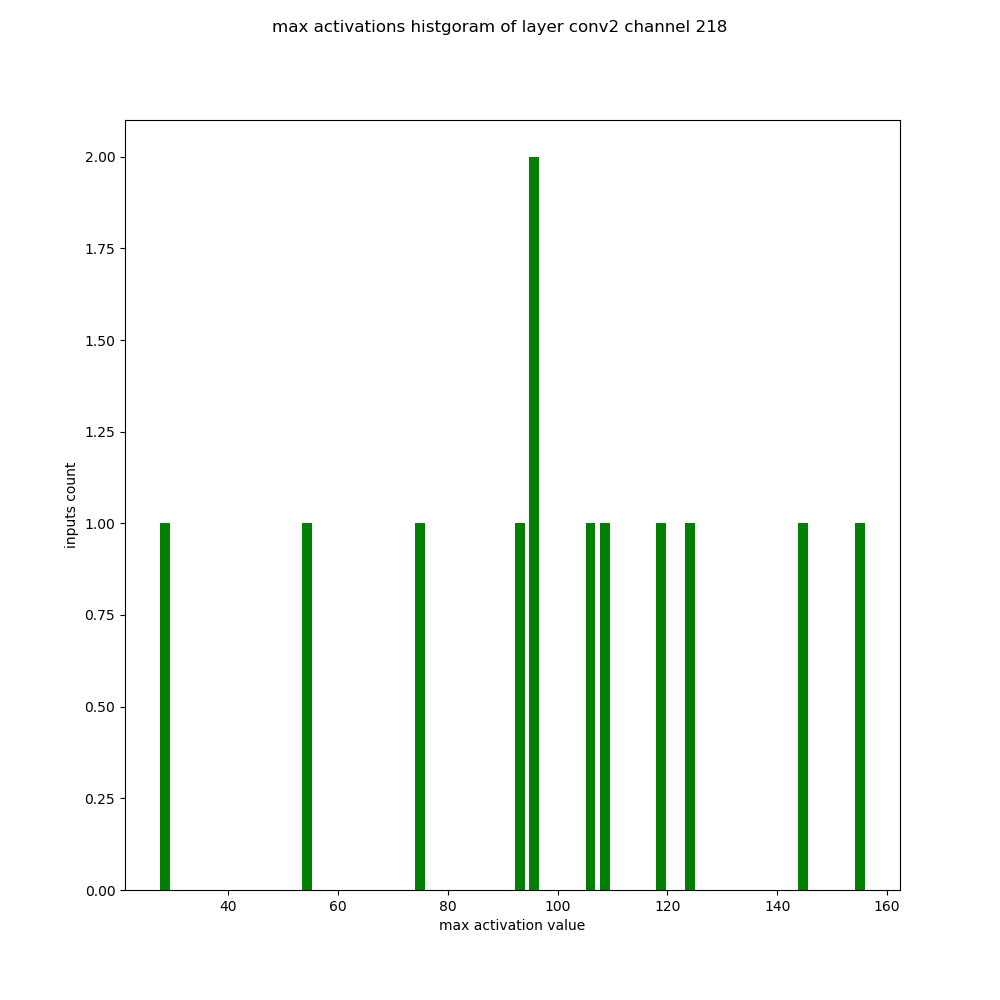 max activations histgoram of layer conv2 channel 218
2.00
1.75
1.50
1.25
1.00
0.75
0.50
0.25
0.00
inputs count
40 60 80 100 120 140 160
max activation value